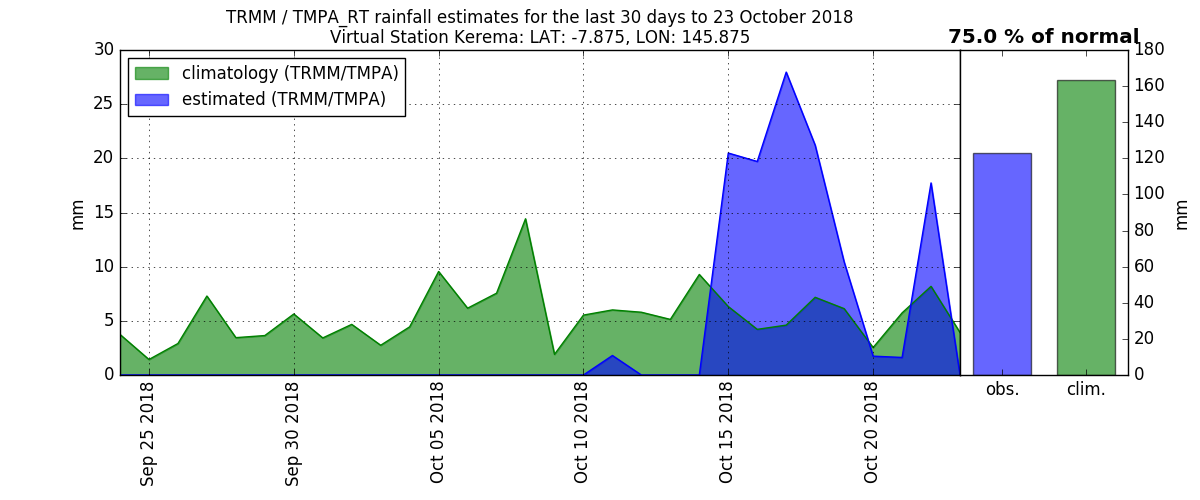 TRMM / TMPA_RT rainfall estimates for the last 30 days to 23 October 2018
Virtual Station Kerema: LAT: -7.875, LON: 145.875
75.0 % of normal
climatology (TRMM/TMPA)
estimated (TRMM/TMPA)
30
25
20
15
10
5
0
mm
Sep 25 2018
Sep 30 2018
Oct 05 2018
Oct 10 2018
Oct 15 2018
Oct 20 2018
180
160
140
120
100
80
60
40
20
0
mm
obs.
clim.